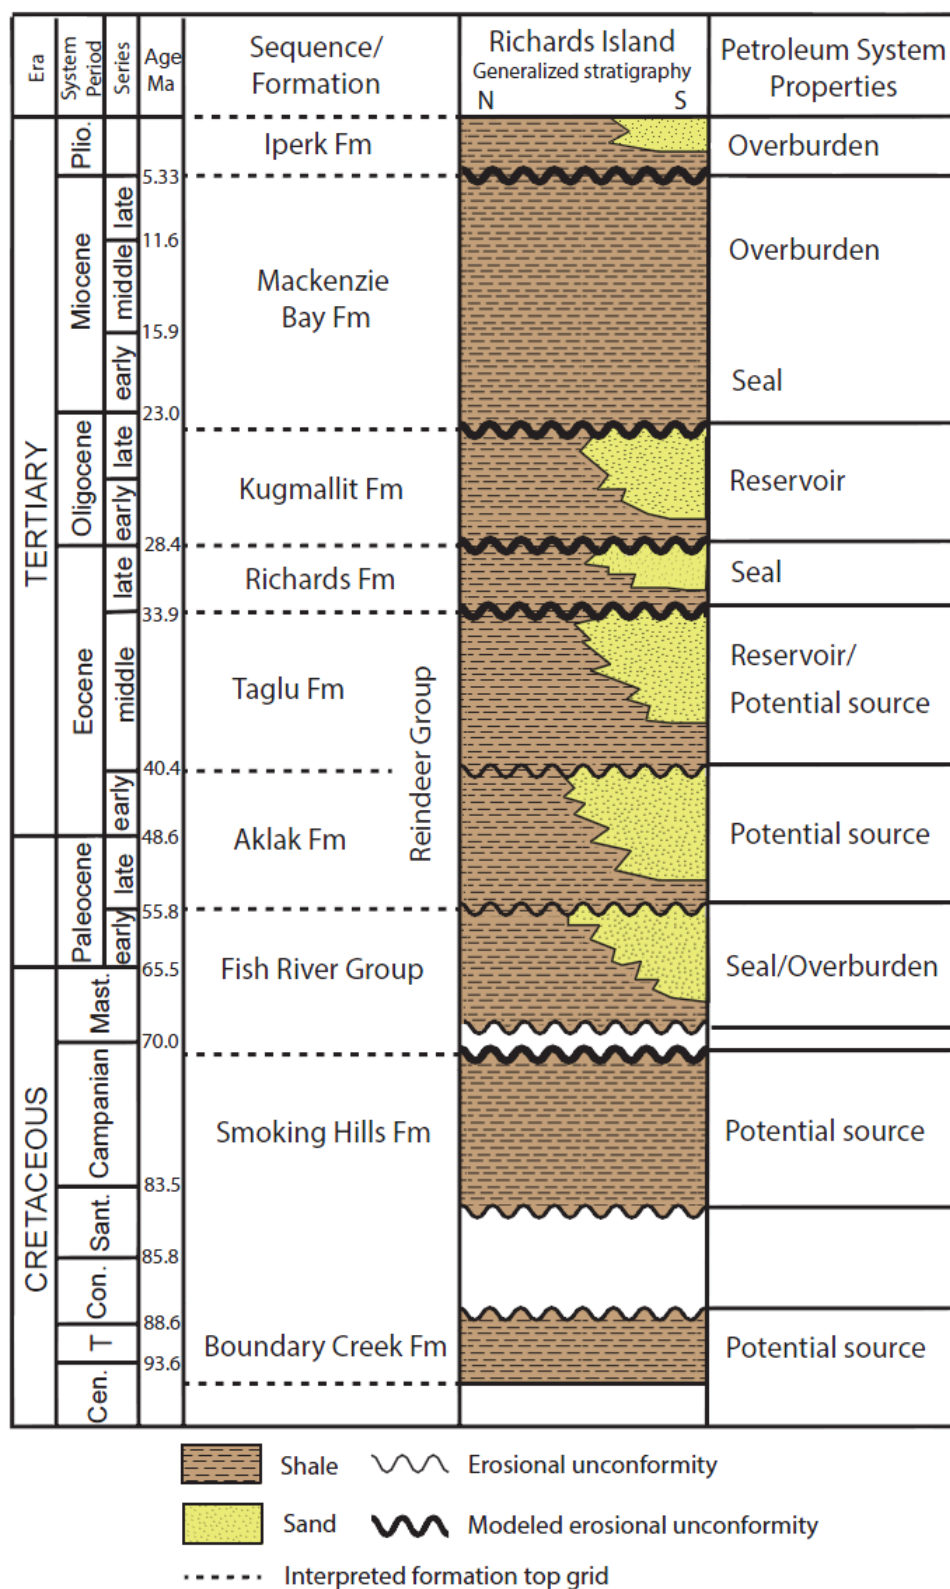 Era
System
Period
Series
Age
Ma
Sequence/
Formation
Richards Island
Generalized stratigraphy
N S
Petroleum System
Properties
Plio.
Iperk Fm
Overburden
5.33
TERTIARY
Miocene
late
11.6
middle
Mackenzie
Bay Fm
Overburden
15.9
early
Seal
23.0
Oligocene
late
Kugmallit Fm
Reservoir
early
28.4
Eocene
late
Richards Fm
Seal
33.9
middle
Taglu Fm
Reindeer Group
Reservoir/
Potential source
40.4
early
Aklak Fm
Potential source
48.6
Paleocene
late
55.8
early
Fish River Group
Seal/Overburden
65.5
CRETACEOUS
Mast.
70.0
Campanian
Smoking Hills Fm
Potential source
83.5
Sant.
85.8
Con.
88.6
T
Boundary Creek Fm
Potential source
93.6
Cen.
Shale Erosional unconformity
Sand Modeled erosional unconformity
Interpreted formation top grid